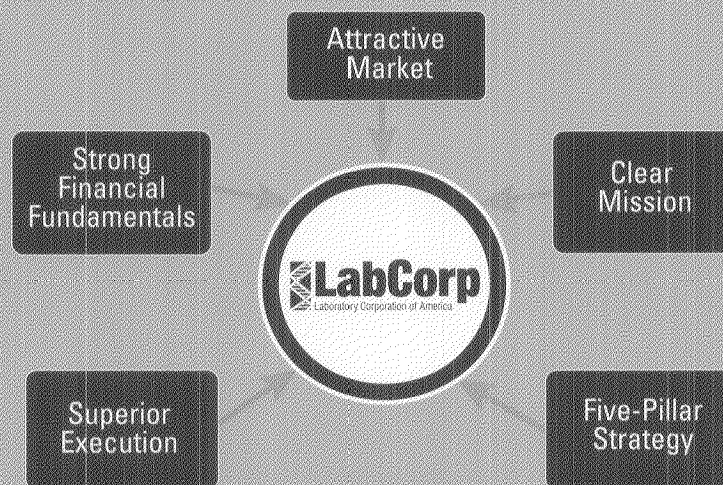 Attractive
Market
Strong
Financial
Fundamentals
Clear
Mission
LabCorp
Laboratory Corporation of America
Superior
Execution
Five-Pillar
Strategy